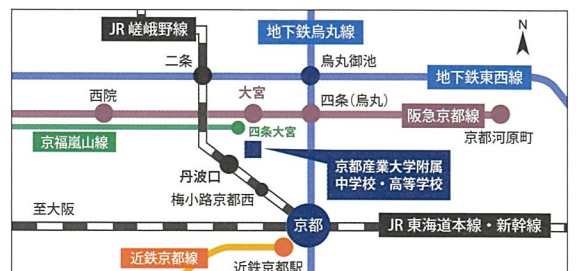 JR 嵯峨野線
地下鉄烏丸線
N
二条
烏丸御池
地下鉄東西線
西院
大宮
四条(烏丸)
阪急京都線
京都河原町
京福嵐山線
四条大宮
京都産業大学附属
中学校・高等学校
丹波口
梅小路京都西
至大阪
京都
JR 東海道本線・新幹線
近鉄京都線
近鉄京都駅